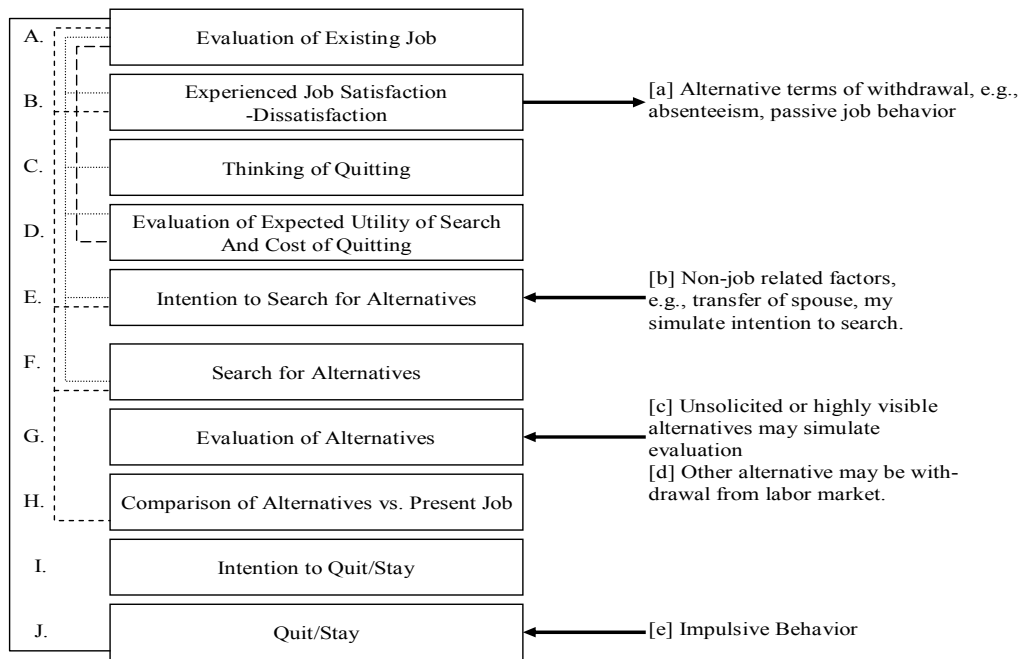 A.
Evaluation of Existing Job
B.
Experienced Job Satisfaction
-Dissatisfaction
[a] Alternative terms of withdrawal, e.g.,
absenteeism, passive job behavior
C.
Thinking of Quitting
D.
Evaluation of Expected Utility of Search
And Cost of Quitting
E.
Intention to Search for Alternatives
[b] Non-job related factors,
e.g., transfer of spouse, my
simulate intention to search.
F.
Search for Alternatives
G.
Evaluation of Alternatives
[c] Unsolicited or highly visible
alternatives may simulate
evaluation
[d] Other alternative may be with-
drawal from labor market.
H.
Comparison of Alternatives vs. Present Job
I.
Intention to Quit/Stay
J.
Quit/Stay
[e] Impulsive Behavior